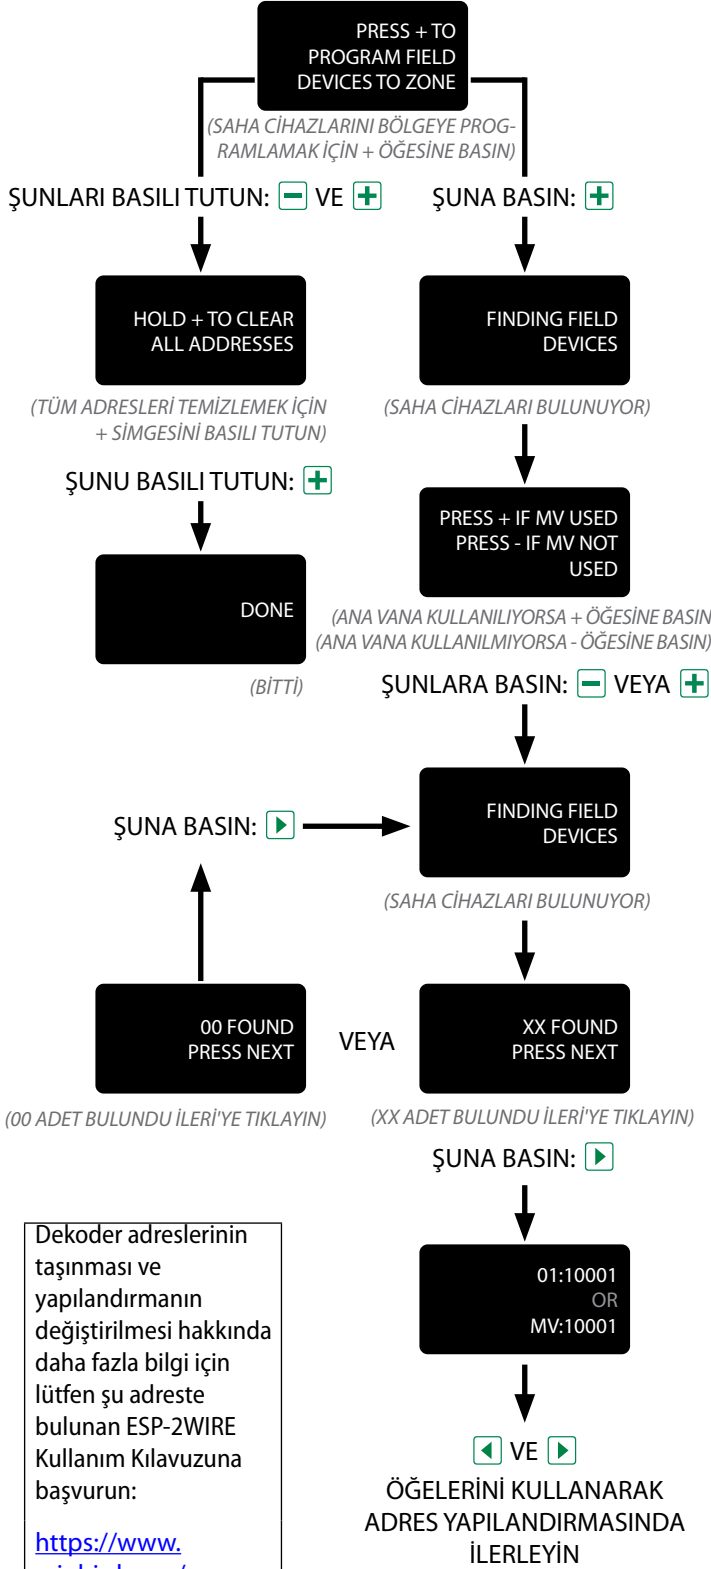 PRESS + TO
PROGRAM FIELD
DEVICES TO ZONE
(SAHA CİHAZLARINI BÖLGEYE PROG-
RAMLAMAK İÇİN + ÖĞESİNE BASIN)
ŞUNLARI BASILI TUTUN: - VE +
ŞUNA BASIN: +
HOLD + TO CLEAR
ALL ADDRESSES
(TÜM ADRESLERİ TEMİZLEMEK İÇİN
+ SİMGESİNİ BASILI TUTUN)
ŞUNU BASILI TUTUN: +
DONE
(BİTTİ)
FINDING FIELD
DEVICES
(SAHA CİHAZLARI BULUNUYOR)
PRESS + IF MV USED
PRESS - IF MV NOT
USED
(ANA VANA KULLANILIYORSA + ÖĞESİNE BASIN
(ANA VANA KULLANILMIYORSA - ÖĞESİNE BASIN)
ŞUNLARA BASIN: - VEYA +
FINDING FIELD
DEVICES
(SAHA CİHAZLARI BULUNUYOR)
ŞUNA BASIN:
00 FOUND
PRESS NEXT
(00 ADET BULUNDU İLERİ'YE TIKLAYIN)
VEYA
XX FOUND
PRESS NEXT
(XX ADET BULUNDU İLERİ'YE TIKLAYIN)
ŞUNA BASIN:
01:10001
OR
MV:10001
VE
ÖĞELERİNİ KULLANARAK
ADRES YAPILANDIRMASINDA
İLERLEYİN
Dekoder adreslerinin
taşınması ve
yapılandırmanın
değiştirilmesi hakkında
daha fazla bilgi için
lütfen şu adreste
bulunan ESP-2WIRE
Kullanım Kılavuzuna
başvurun:
https://www.